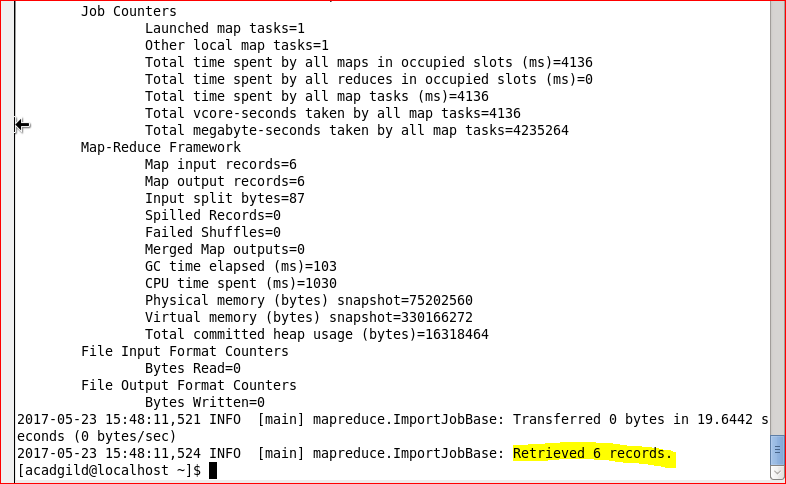 Job Counters
Launched map tasks=1
Other local map tasks=1
Total time spent by all maps in occupied slots (ms)=4136
Total time spent by all reduces in occupied slots (ms)=0
Total time spent by all map tasks (ms)=4136
Total vcore-seconds taken by all map tasks=4136
Total megabyte-seconds taken by all map tasks=4235264
Map-Reduce Framework
Map input records=6
Map output records=6
Input split bytes=87
Spilled Records=0
Failed Shuffles=0
Merged Map outputs=0
GC time elapsed (ms)=103
CPU time spent (ms)=1030
Physical memory (bytes) snapshot=75202560
Virtual memory (bytes) snapshot=330166272
Total committed heap usage (bytes)=16318464
File Input Format Counters
Bytes Read=0
File Output Format Counters
Bytes Written=0
2017-05-23 15:48:11,521 INFO  [main] mapreduce.ImportJobBase: Transferred 0 bytes in 19.6442 s
econds (0 bytes/sec)
2017-05-23 15:48:11,524 INFO  [main] mapreduce.ImportJobBase: Retrieved 6 records.
[acadgild@localhost ~]$